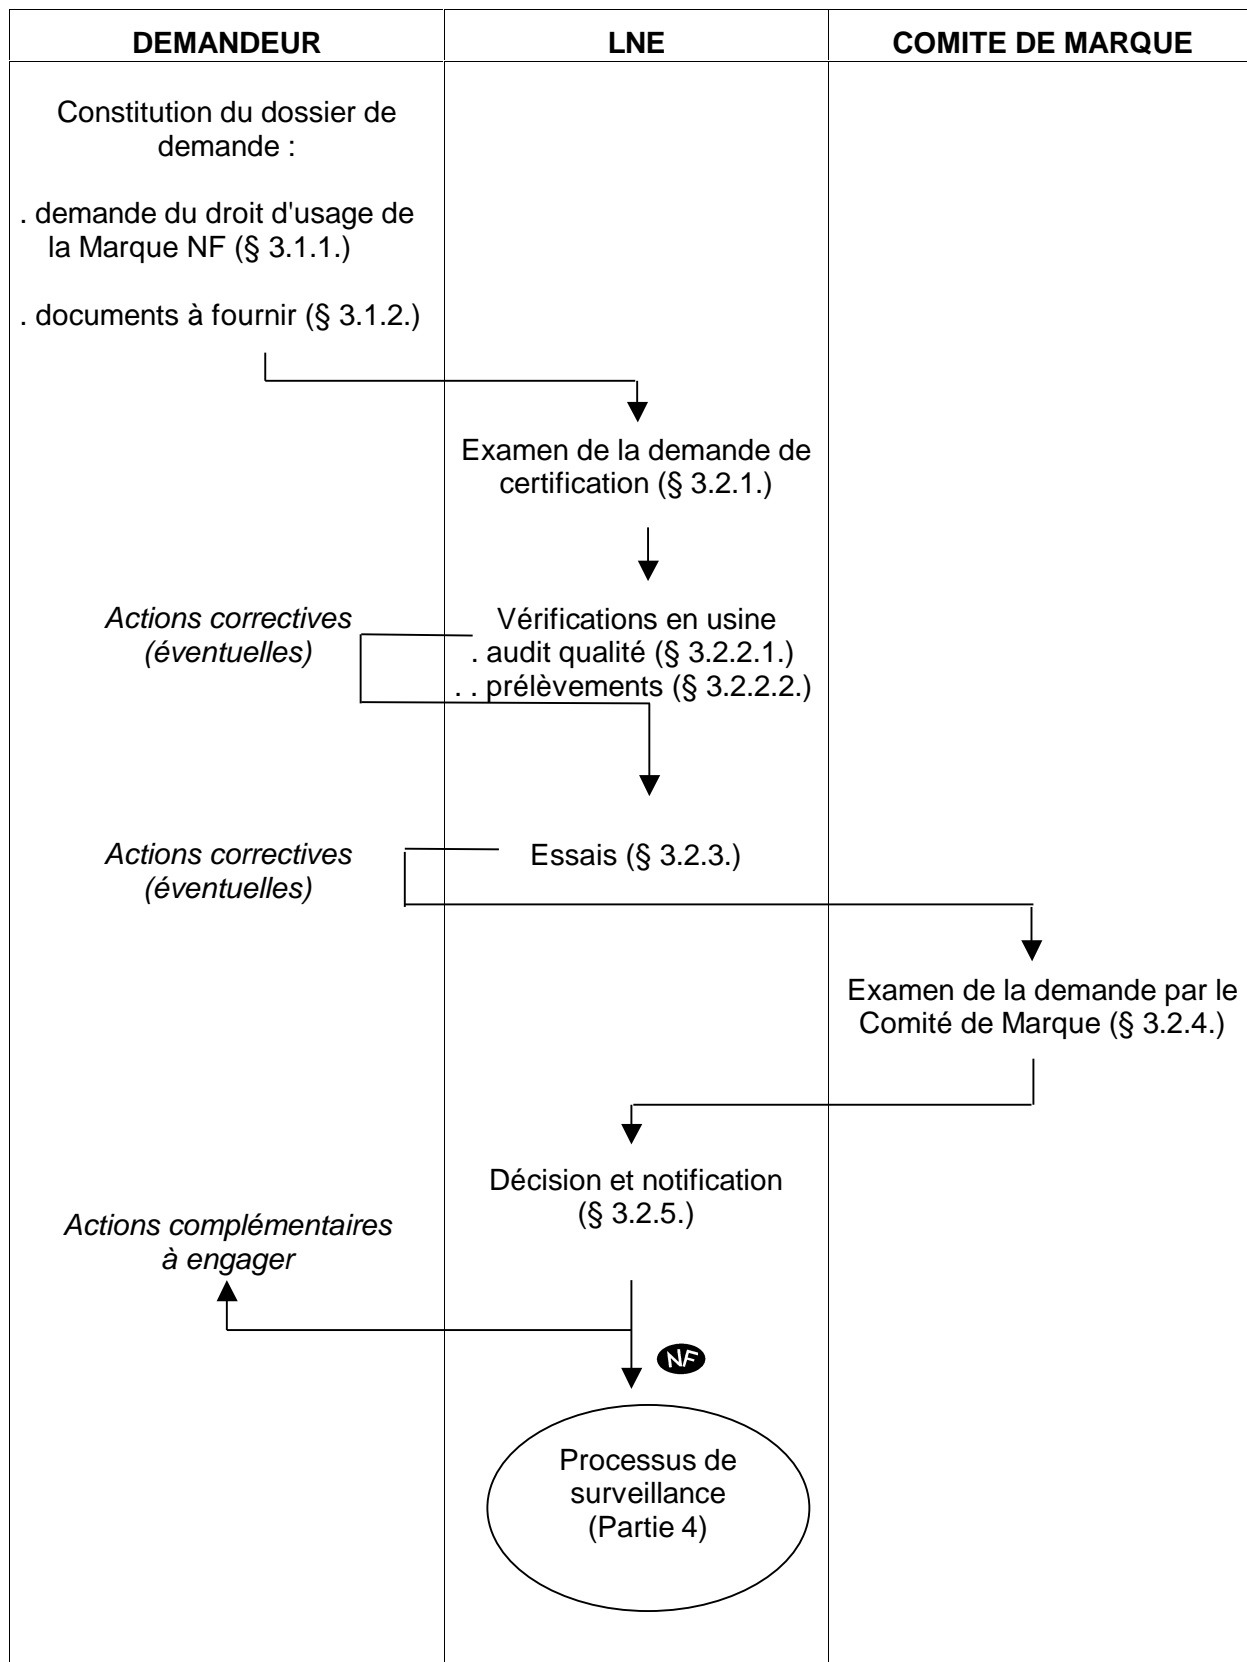 DEMANDEUR
LNE
COMITE DE MARQUE
Constitution du dossier de
demande :
. demande du droit d'usage de
la Marque NF (§ 3.1.1.)
. documents à fournir (§ 3.1.2.)
Examen de la demande de
certification (§ 3.2.1.)
Actions correctives
(éventuelles)
Vérifications en usine
. audit qualité (§ 3.2.2.1.)
. . prélèvements (§ 3.2.2.2.)
Actions correctives
(éventuelles)
Essais (§ 3.2.3.)
Examen de la demande par le
Comité de Marque (§ 3.2.4.)
Décision et notification
(§ 3.2.5.)
Actions complémentaires
à engager
NF
Processus de
surveillance
(Partie 4)